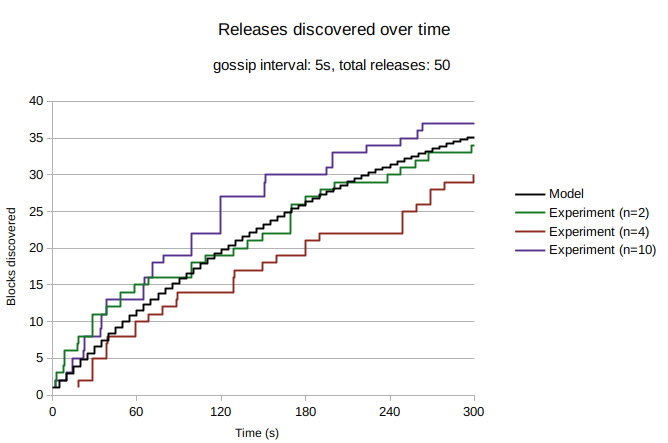 Releases discovered over time
gossip interval: 5s, total releases: 50
40
35
30
25
20
15
10
5
0
Blocks discovered
0 60 120 180 240 300
Time (s)
Model
Experiment (n=2)
Experiment (n=4)
Experiment (n=10)